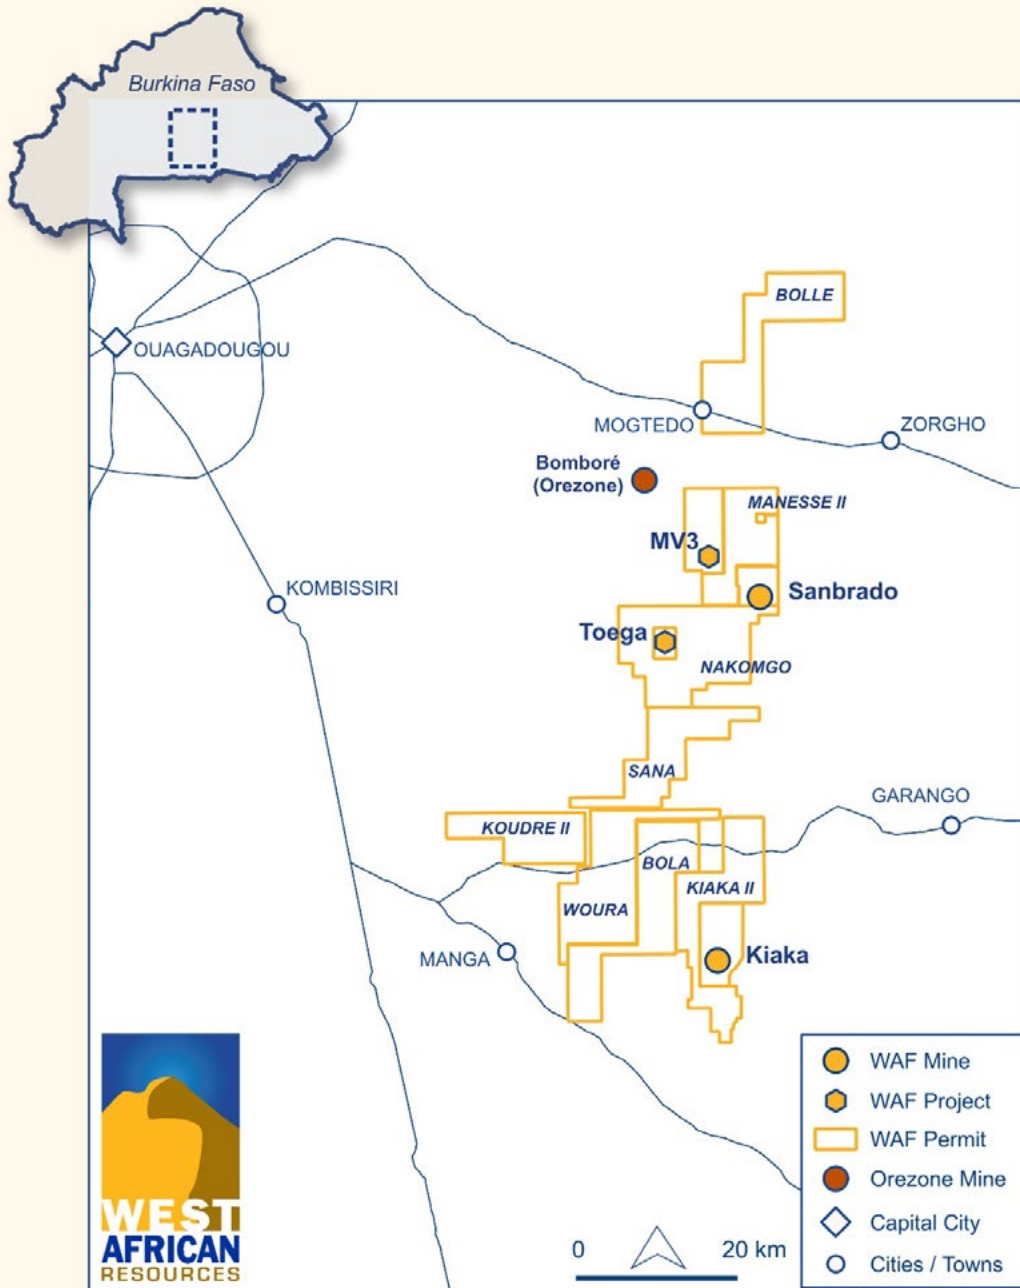 Burkina Faso
BOLLE
OUAGADOUGOU
MOGTEDO
ZORGHO
Bomboré
(Orezone)
MANESSE II
MV3
KOMBISSIRI
Sanbrado
Toega
NAKOMGO
SANA
GARANGO
KOUDRE II
BOLA
KIAKA II
WOURA
MANGA
Kiaka
WAF Mine
WAF Project
WAF Permit
Orezone Mine
Capital City
Cities / Towns
0 20 km
WEST
AFRICAN
RESOURCES